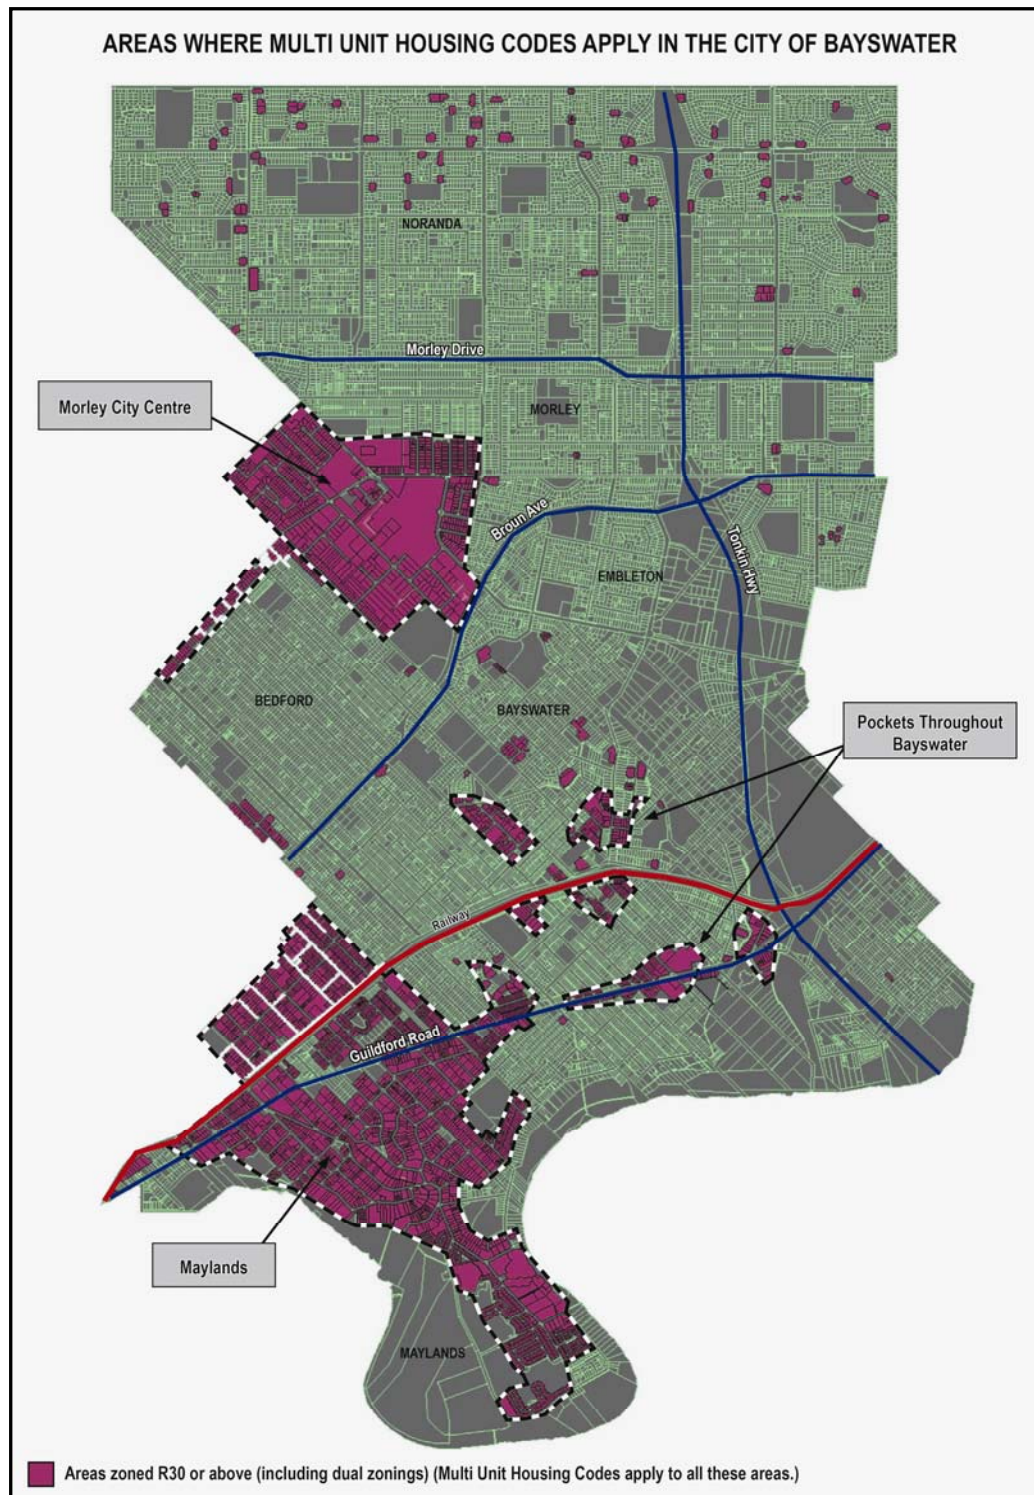 AREAS WHERE MULTI UNIT HOUSING CODES APPLY IN THE CITY OF BAYSWATER
NORANDA
Morley Drive
Morley City Centre
MORLEY
Broun Ave
Tonkin Hwy
EMBLETON
BEDFORD
BAYSWATER
Pockets Throughout
Bayswater
Railway
Guildford Road
Maylands
MAYLANDS
Areas zoned R30 or above (including dual zonings) (Multi Unit Housing Codes apply to all these areas.)